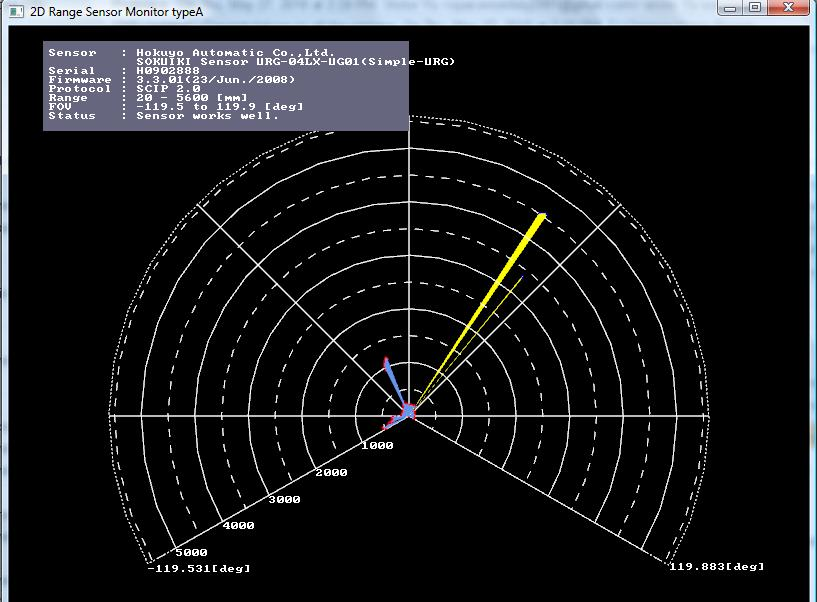 2D Range Sensor Monitor typeA
Sensor : Hokuyo Automatic Co.,Ltd.
SOKUIKI Sensor URG-04LX-UG01(Simple-URG)
Serial : H0902888
Firmware : 3.3.01(23/Jun./2008)
Protocol : SCIP 2.0
Range : 20 - 5600 [mm]
FOV : -119.5 to 119.9 [deg]
Status : Sensor works well.
1000
2000
3000
4000
5000
-119.531[deg]
119.883[deg]